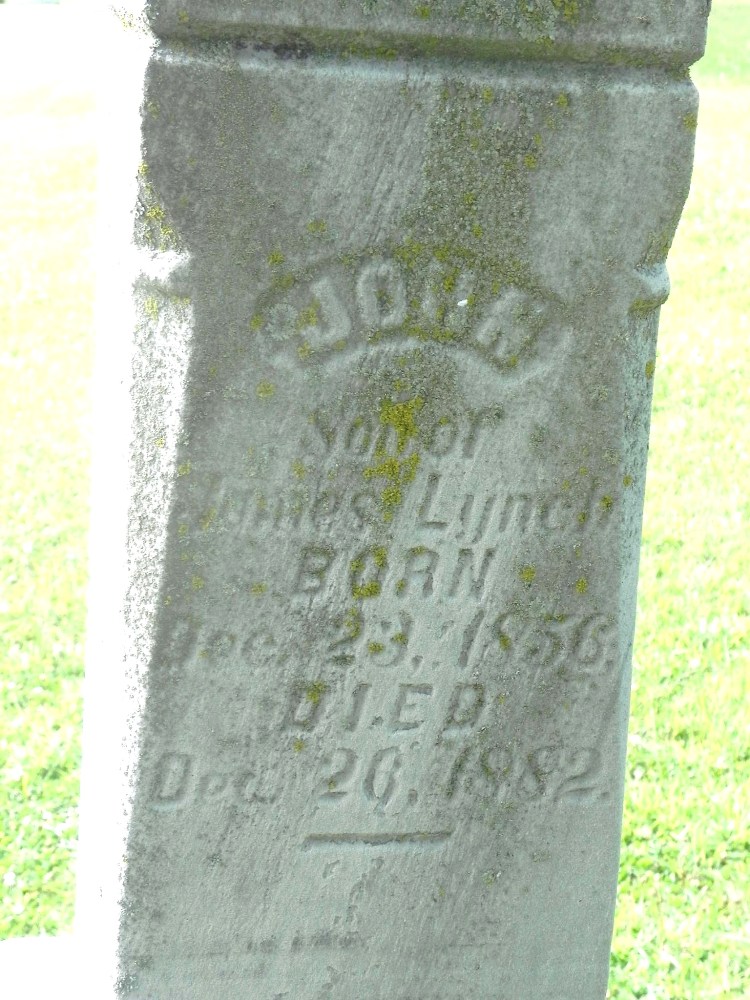 JOHN
Son of
James Lynch
BORN
Dec. 23, 1856.
DIED
Dec. 26, 1882.